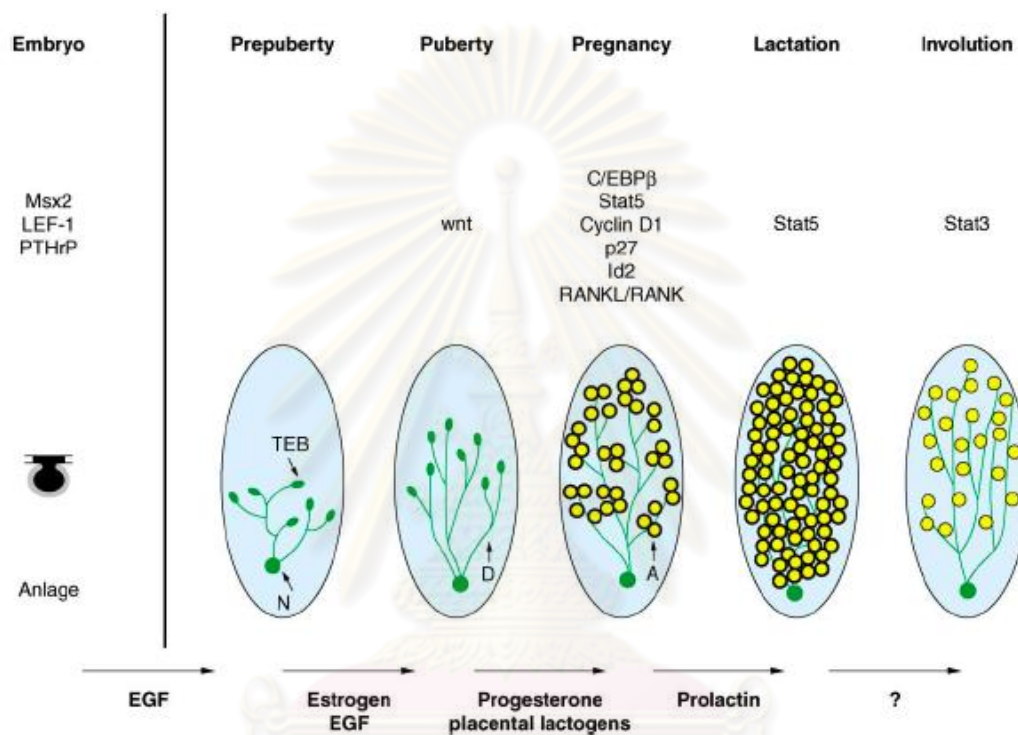 Embryo
Prepuberty
Puberty
Pregnancy
Lactation
Involution
Msx2
LEF-1
PTHrP
wnt
C/EBPβ
Stat5
Cyclin D1
p27
Id2
RANKL/RANK
Stat5
Stat3
TEB
N
D
A
Anlage
EGF
Estrogen
EGF
Progesterone
placental lactogens
Prolactin
?